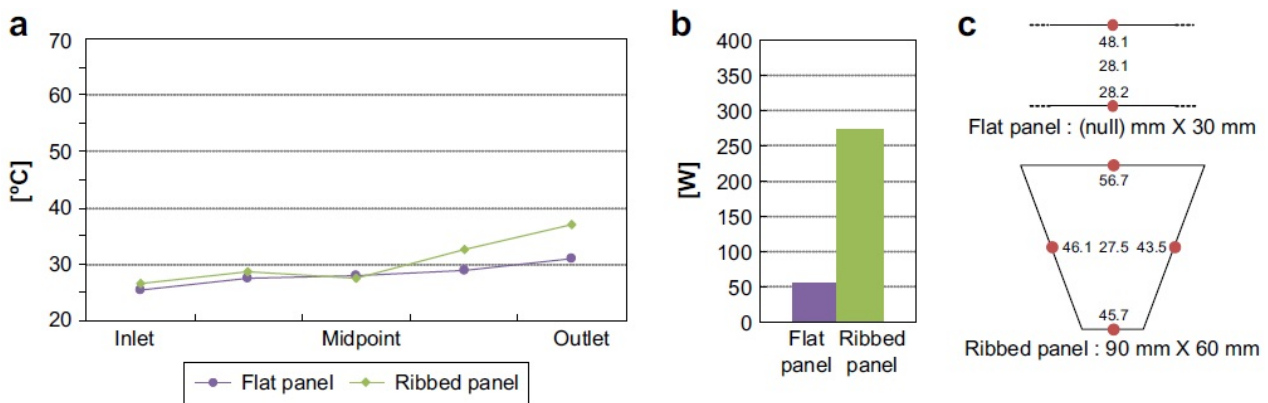 a
70
60
50
40
30
20
[°C]
Inlet Midpoint Outlet
Flat panel Ribbed panel
b
400
350
300
250
200
150
100
50
0
[W]
Flat panel
Ribbed panel
c
48.1
28.1
28.2
Flat panel : (null) mm X 30 mm
56.7
46.1 27.5 43.5
45.7
Ribbed panel : 90 mm X 60 mm